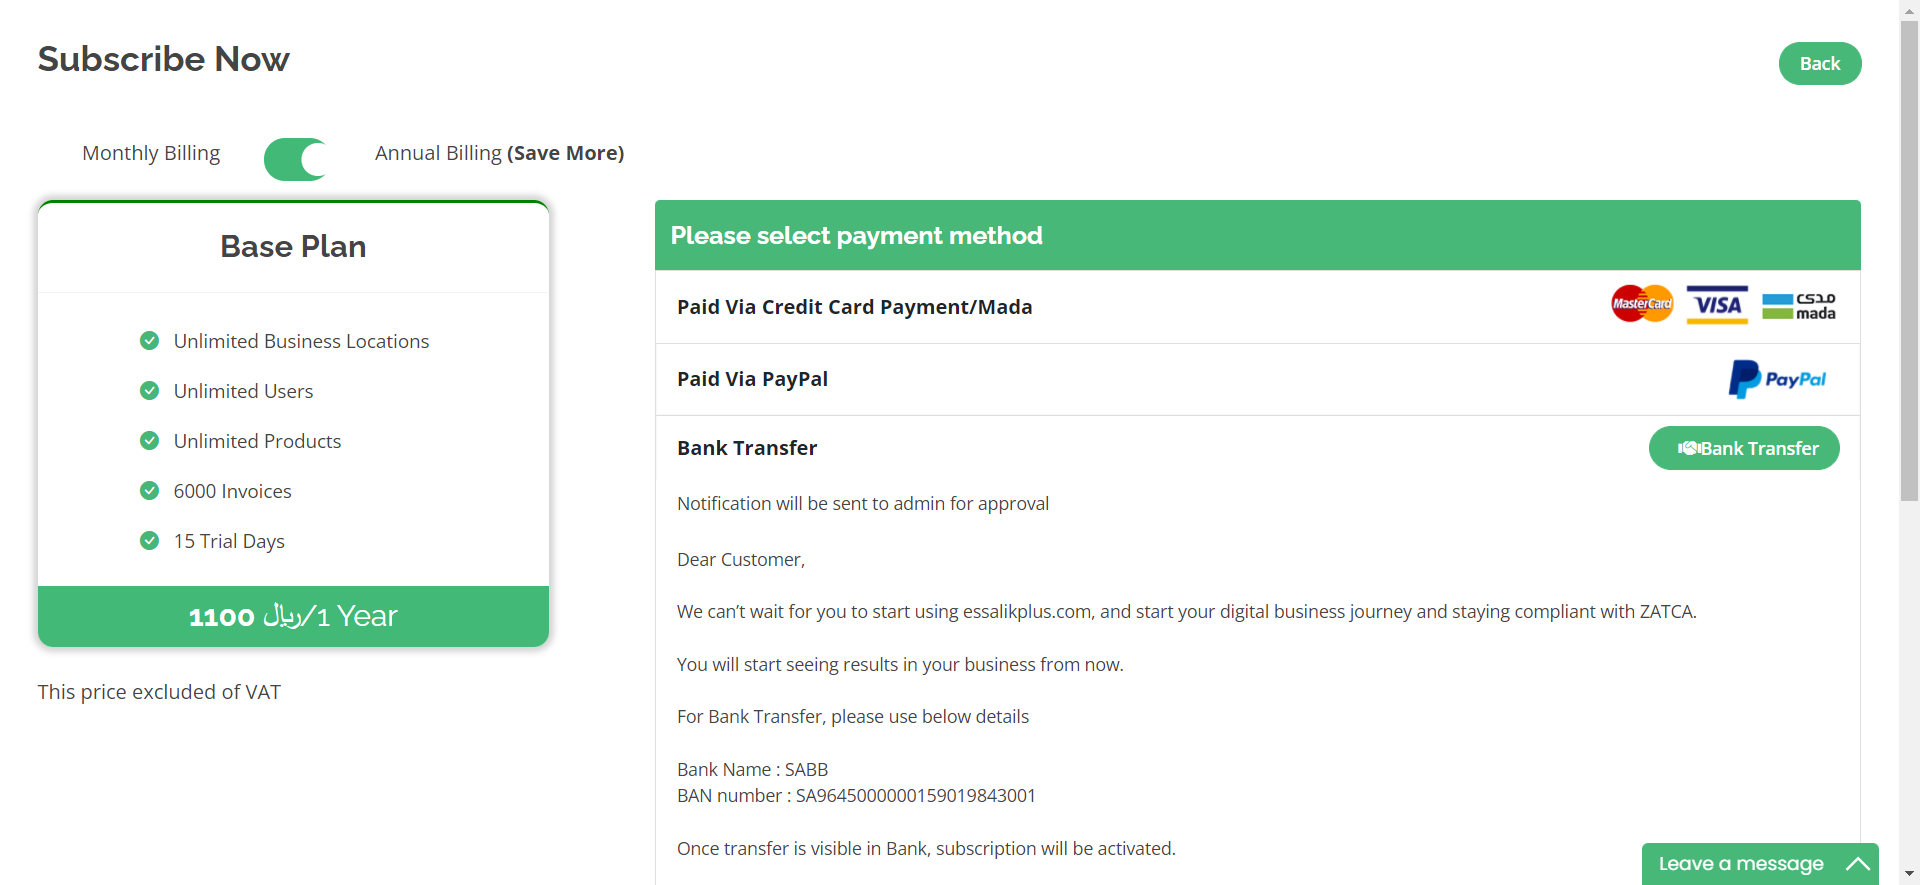 Subscribe Now
Back
Monthly Billing
Annual Billing (Save More)
Base Plan
Unlimited Business Locations
Unlimited Users
Unlimited Products
6000 Invoices
15 Trial Days
1100 ريال/1 Year
This price excluded of VAT
Please select payment method
Paid Via Credit Card Payment/Mada
MasterCard
VISA
مدى
mada
Paid Via PayPal
PayPal
Bank Transfer
Bank Transfer
Notification will be sent to admin for approval
Dear Customer,
We can’t wait for you to start using essalikplus.com, and start your digital business journey and staying compliant with ZATCA.
You will start seeing results in your business from now.
For Bank Transfer, please use below details
Bank Name : SABB
BAN number : SA9645000000159019843001
Once transfer is visible in Bank, subscription will be activated.
Leave a message